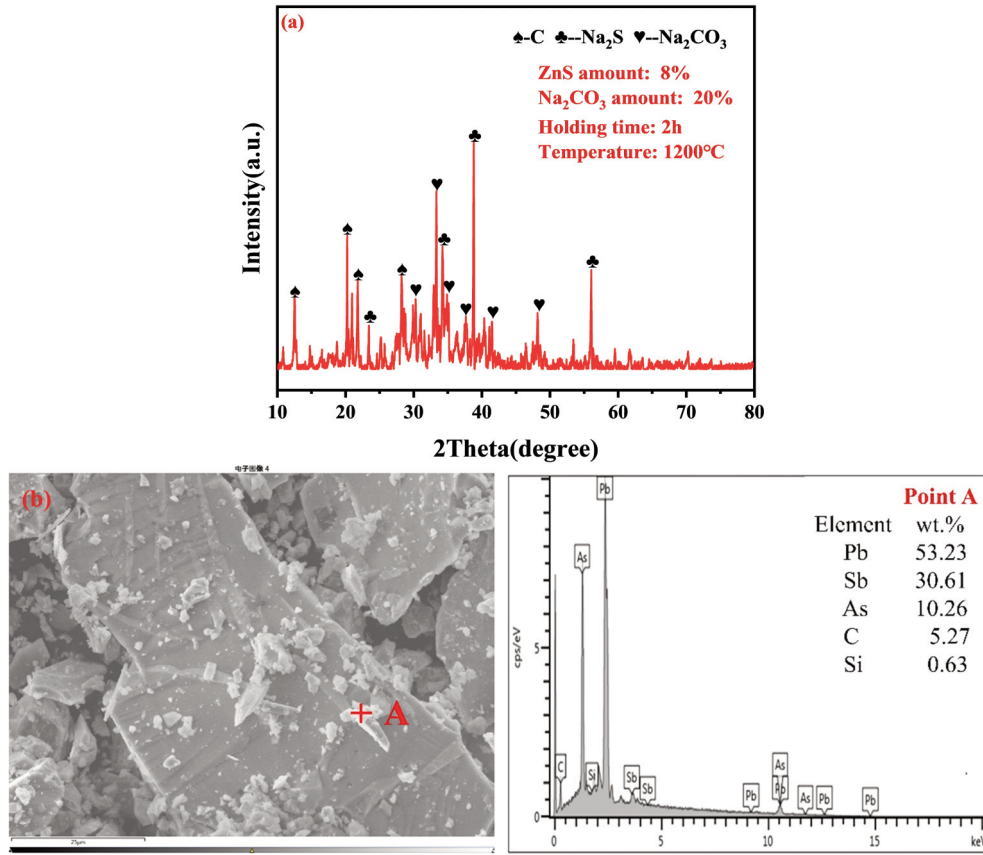 (a)
♠-C ♣--Na₂S ♥--Na₂CO₃
ZnS amount: 8%
Na₂CO₃ amount: 20%
Holding time: 2h
Temperature: 1200℃
Intensity(a.u.)
10 20 30 40 50 60 70 80
2Theta(degree)
电子图像 4
(b)
A
25μm
Point A
Element wt.%
Pb 53.23
Sb 30.61
As 10.26
C 5.27
Si 0.63
cps/eV
5
0
Pb
As
C
Si
Sb
Sb
Pb
As
Pb
As
Pb
Pb
0 5 10 15 keV